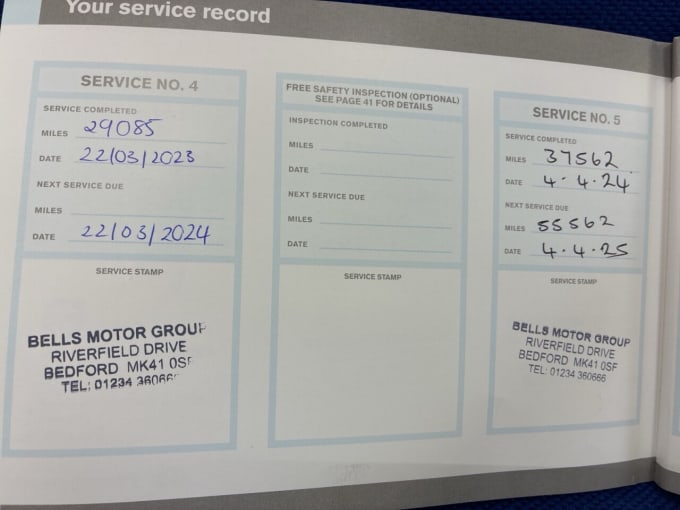 Your service record
SERVICE NO. 4
SERVICE COMPLETED
MILES 29085
DATE 22/03/2023
NEXT SERVICE DUE
MILES
DATE 22/03/2024
SERVICE STAMP
BELLS MOTOR GROUP
RIVERFIELD DRIVE
BEDFORD MK41 0SF
TEL: 01234 360666
FREE SAFETY INSPECTION (OPTIONAL)
SEE PAGE 41 FOR DETAILS
INSPECTION COMPLETED
MILES
DATE
NEXT SERVICE DUE
MILES
DATE
SERVICE STAMP
SERVICE NO. 5
SERVICE COMPLETED
MILES 37562
DATE 4.4.24
NEXT SERVICE DUE
MILES 55562
DATE 4.4.25
SERVICE STAMP
BELLS MOTOR GROUP
RIVERFIELD DRIVE
BEDFORD MK41 0SF
TEL: 01234 360666